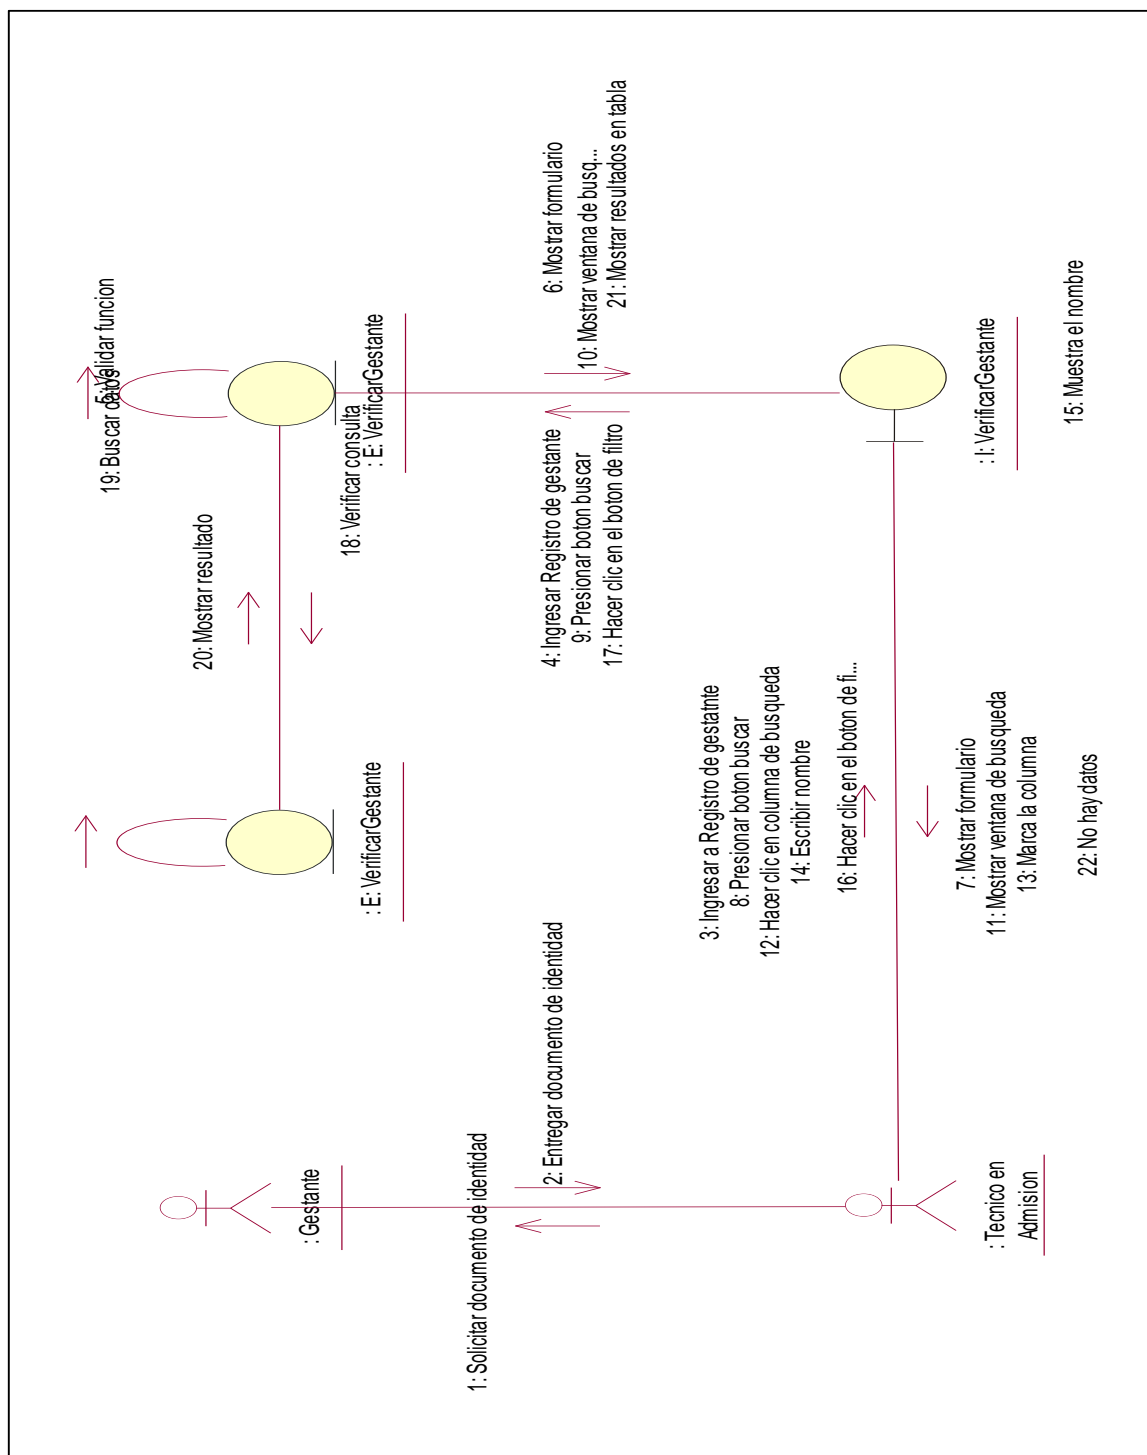 1: Solicitar documento de identidad
2: Entregar documento de identidad
: Gestante
: Tecnico en
Admision
3: Ingresar a Registro de gestatnte
8: Presionar boton buscar
12: Hacer clic en columna de busqueda
14: Escribir nombre
16: Hacer clic en el boton de fi...
7: Mostrar formulario
11: Mostrar ventana de busqueda
13: Marca la columna
22: No hay datos
: E: VerificarGestante
20: Mostrar resultado
18: Verificar consulta
: E: VerificarGestante
5: Validar funcion
19: Buscar datos
4: Ingresar Registro de gestante
9: Presionar boton buscar
17: Hacer clic en el boton de filtro
6: Mostrar formulario
10: Mostrar ventana de busq...
21: Mostrar resultados en tabla
: I: VerificarGestante
15: Muestra el nombre